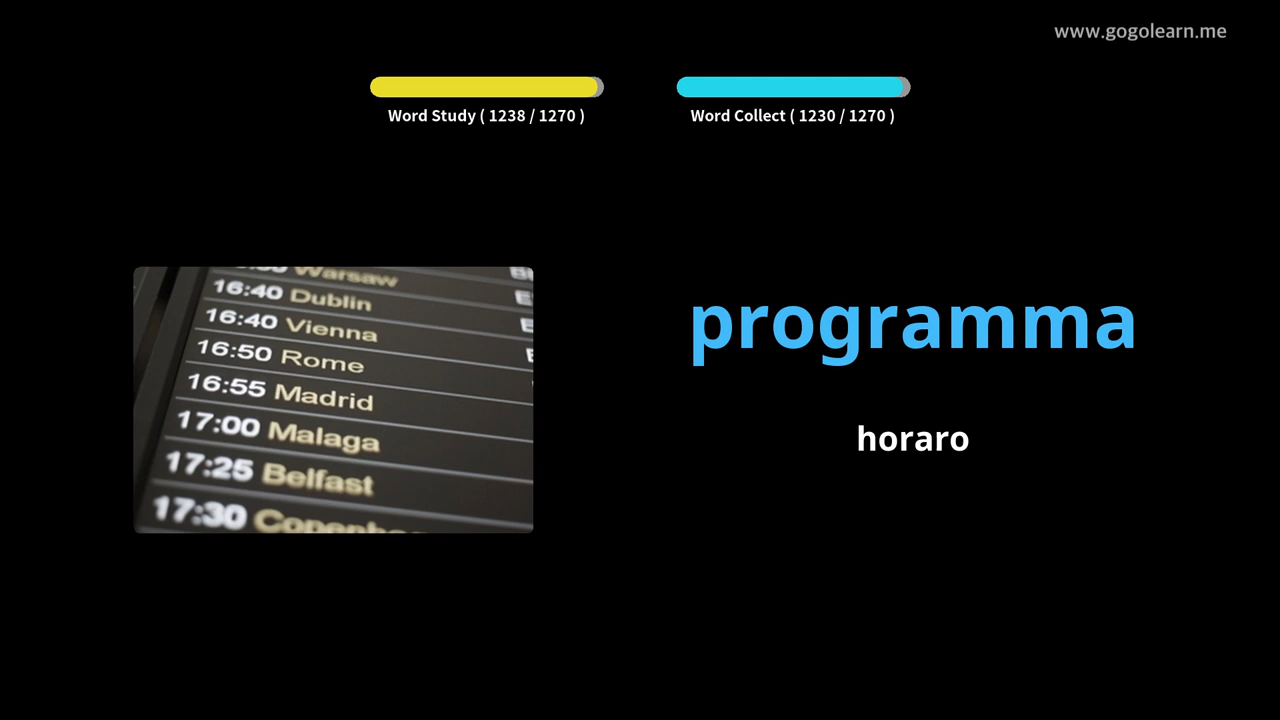 www.gogolearn.me
Word Study ( 1238 / 1270 )
Word Collect ( 1230 / 1270 )
Warsaw
16:40 Dublin
16:40 Vienna
16:50 Rome
16:55 Madrid
17:00 Malaga
17:25 Belfast
17:30
programma
horaro